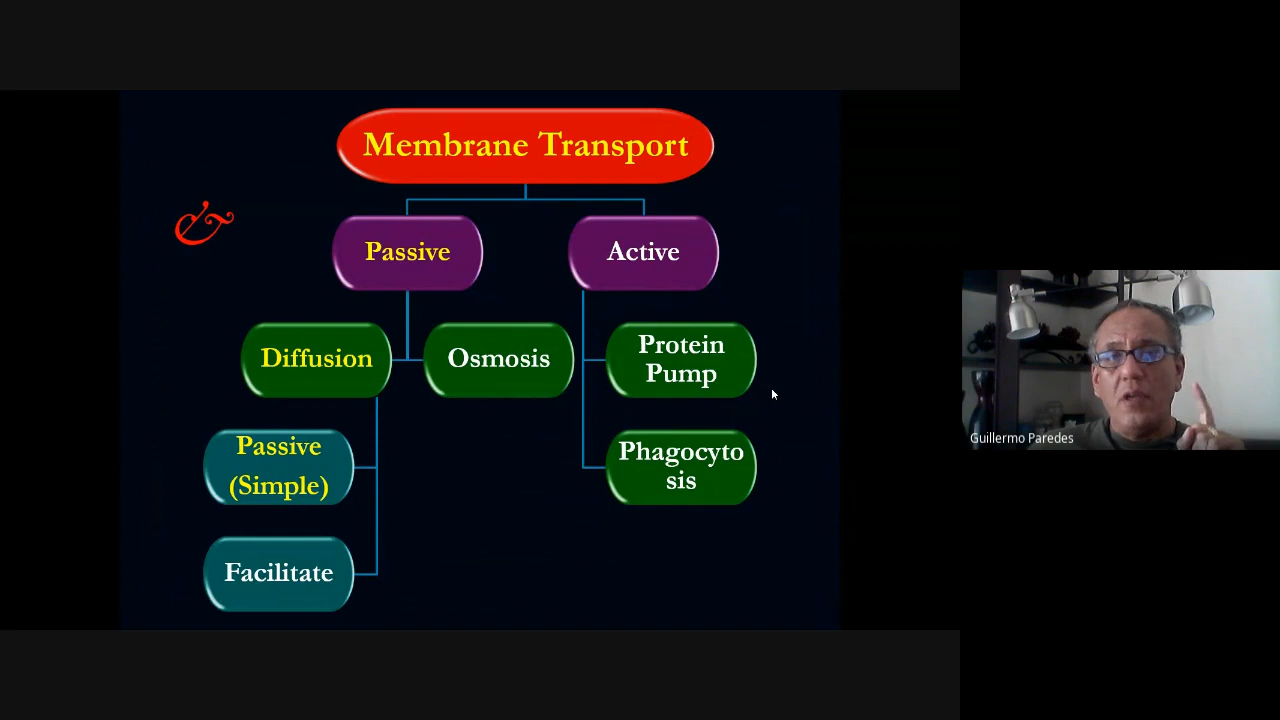 Membrane Transport
&
Passive
Active
Diffusion
Osmosis
Protein
Pump
Passive
(Simple)
Phagocyto
sis
Facilitate
Guillermo Paredes